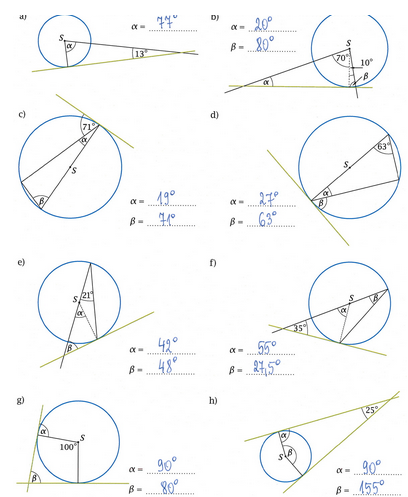 a)
S
α
13°
α = 77°
b)
α = 20°
β = 80°
S
70°
10°
α
β
c)
71°
α
S
β
α = 19°
β = 71°
d)
63°
S
α
β
α = 27°
β = 63°
e)
S
21°
α
β
α = 42°
β = 48°
f)
S
α
β
35°
α = 55°
β = 27,5°
g)
α
100°
S
β
α = 90°
β = 80°
h)
25°
α
S
β
α = 90°
β = 155°